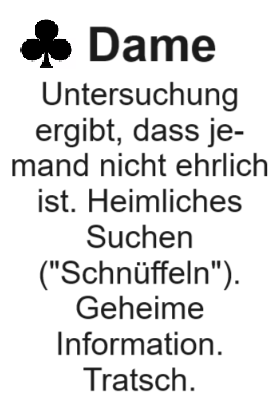 ♣ Dame
Untersuchung
ergibt, dass je-
mand nicht ehrlich
ist. Heimliches
Suchen
("Schnüffeln").
Geheime
Information.
Tratsch.